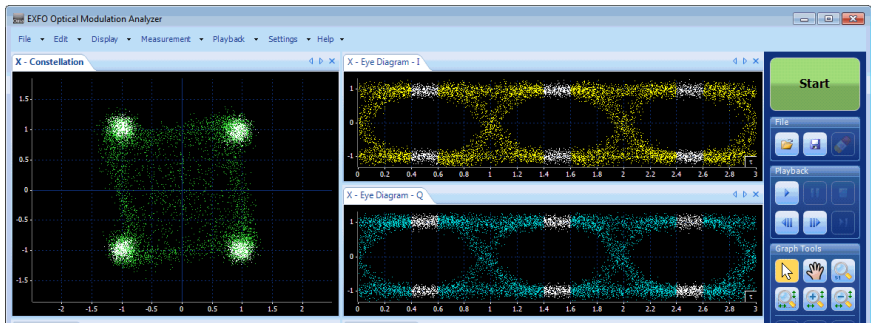 EXFO Optical Modulation Analyzer
File Edit Display Measurement Playback Settings Help
X - Constellation
1.5
1
0.5
0
-0.5
-1
-1.5
-2 -1.5 -1 -0.5 0 0.5 1 1.5 2
X - Eye Diagram - I
1
0
-1
0 0.2 0.4 0.6 0.8 1 1.2 1.4 1.6 1.8 2 2.2 2.4 2.6 2.8 3
τ
X - Eye Diagram - Q
1
0
-1
0 0.2 0.4 0.6 0.8 1 1.2 1.4 1.6 1.8 2 2.2 2.4 2.6 2.8 3
τ
Start
File
Playback
Graph Tools